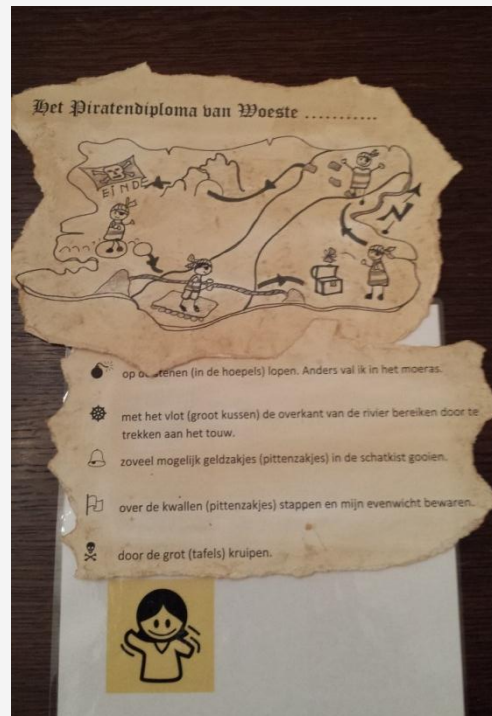 Het Piratendiploma van Woeste ...........
EINDE
N
op de stenen (in de hoepels) lopen. Anders val ik in het moeras.
met het vlot (groot kussen) de overkant van de rivier bereiken door te
trekken aan het touw.
zoveel mogelijk geldzakjes (pittenzakjes) in de schatkist gooien.
over de kwallen (pittenzakjes) stappen en mijn evenwicht bewaren.
door de grot (tafels) kruipen.